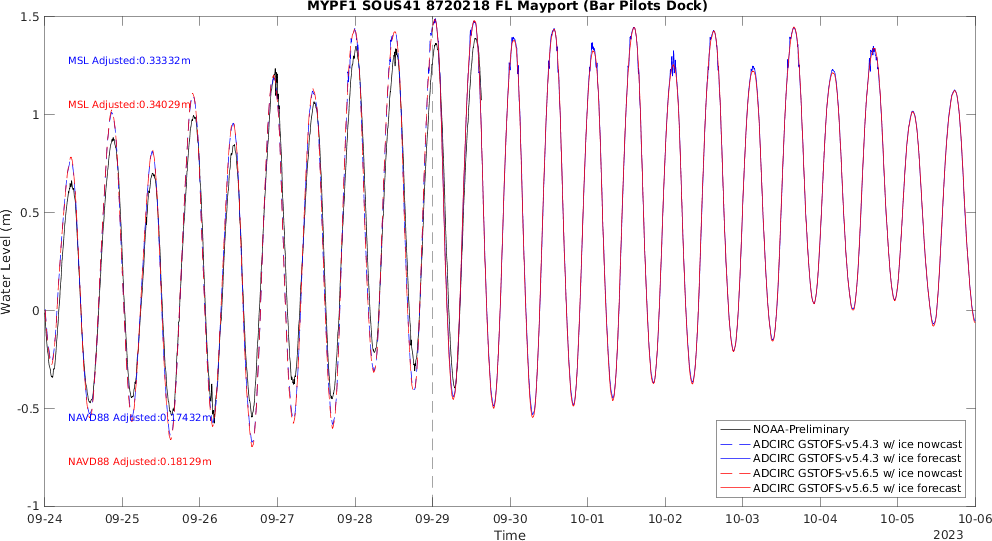 MYPF1 SOUS41 8720218 FL Mayport (Bar Pilots Dock)
1.5
1
0.5
0
-0.5
-1
Water Level (m)
MSL Adjusted:0.33332m
MSL Adjusted:0.34029m
NAVD88 Adjusted:0.17432m
NAVD88 Adjusted:0.18129m
NOAA-Preliminary
ADCIRC GSTOFS-v5.4.3 w/ ice nowcast
ADCIRC GSTOFS-v5.4.3 w/ ice forecast
ADCIRC GSTOFS-v5.6.5 w/ ice nowcast
ADCIRC GSTOFS-v5.6.5 w/ ice forecast
09-24 09-25 09-26 09-27 09-28 09-29 09-30 10-01 10-02 10-03 10-04 10-05 10-06
Time
2023